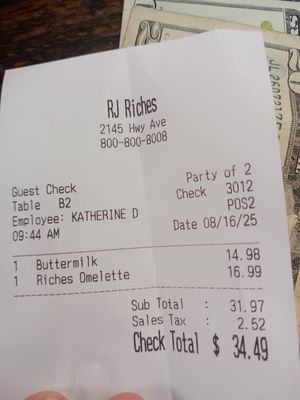 RJ Riches
2145 Hwy Ave
800-800-8008
Guest Check Party of 2
Table B2 Check 3012
Employee: KATHERINE D POS2
09:44 AM Date 08/16/25
1 Buttermilk 14.98
1 Riches Omelette 16.99
Sub Total : 31.97
Sales Tax : 2.52
Check Total $ 34.49
20